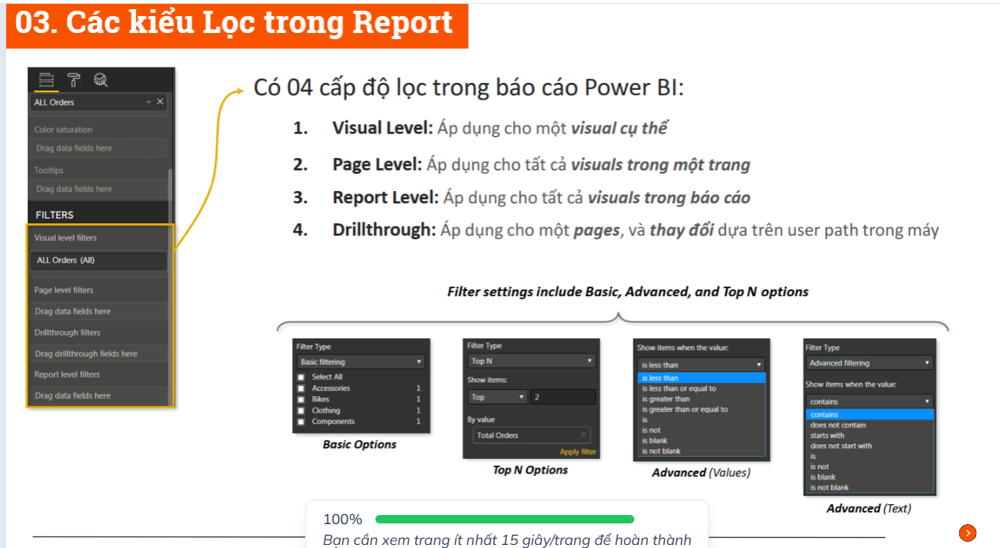 03. Các kiểu Lọc trong Report
ALL Orders
Color saturation
Drag data fields here
Tooltips
Drag data fields here
FILTERS
Visual level filters
ALL Orders (All)
Page level filters
Drag data fields here
Drillthrough filters
Drag drillthrough fields here
Report level filters
Drag data fields here
Có 04 cấp độ lọc trong báo cáo Power BI:
1. Visual Level: Áp dụng cho một visual cụ thể
2. Page Level: Áp dụng cho tất cả visuals trong một trang
3. Report Level: Áp dụng cho tất cả visuals trong báo cáo
4. Drillthrough: Áp dụng cho một pages, và thay đổi dựa trên user path trong máy
Filter settings include Basic, Advanced, and Top N options
Filter Type
Basic filtering
Select All
Accessories 1
Bikes 1
Clothing 1
Components 1
Basic Options
Filter Type
Top N
Show items:
Top 2
By value
Total Orders
Apply filter
Top N Options
Show items when the value:
is less than
is less than
is less than or equal to
is greater than
is greater than or equal to
is
is not
is blank
is not blank
Advanced (Values)
Filter Type
Advanced filtering
Show items when the value:
contains
contains
does not contain
starts with
does not start with
is
is not
is blank
is not blank
Advanced (Text)
100%
Bạn cần xem trang ít nhất 15 giây/trang để hoàn thành